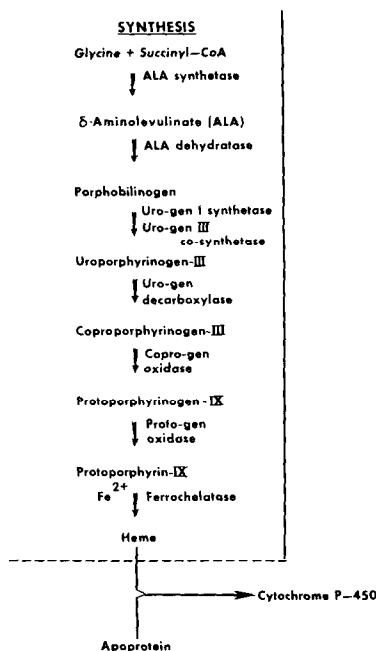 SYNTHESIS
Glycine + Succinyl-CoA
ALA synthetase
δ-Aminolevulinate (ALA)
ALA dehydratase
Porphobilinogen
Uro-gen I synthetase
Uro-gen III
co-synthetase
Uroporphyrinogen-III
Uro-gen
decarboxylase
Coproporphyrinogen-III
Copro-gen
oxidase
Protoporphyrinogen-IX
Proto-gen
oxidase
Protoporphyrin-IX
Fe2+ Ferrochelatase
Heme
Cytochrome P-450
Apoprotein